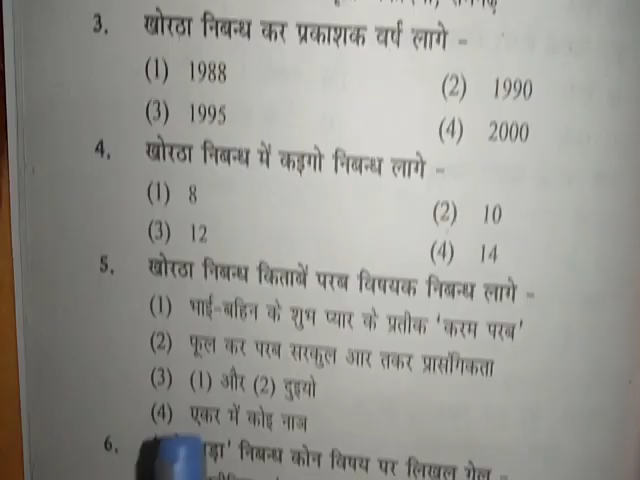 3. खोरठा निबन्ध कर प्रकाशक वर्ष लागे -
(1) 1988 (2) 1990
(3) 1995 (4) 2000
4. खोरठा निबन्ध में कइगो निबन्ध लागे -
(1) 8 (2) 10
(3) 12 (4) 14
5. खोरठा निबन्ध किताबें परब विषयक निबन्ध लागे -
(1) भाई-बहिन के शुभ प्यार के प्रतीक 'करम परब'
(2) फूल कर परब सरकुल आर तकर प्रासंगिकता
(3) (1) और (2) दुइयो
(4) एकर में कोइ नाञ
6. निबन्ध कोन विषय पर लिखल गेल -